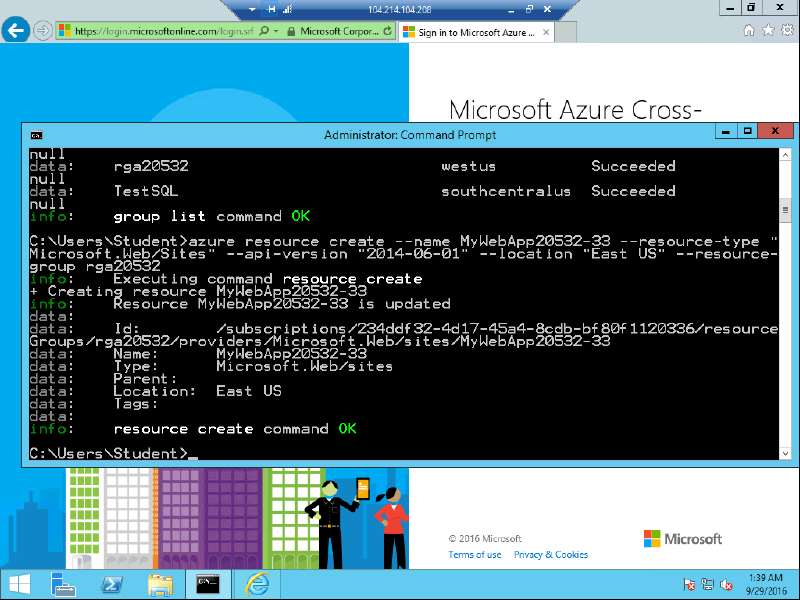 104.214.104.208
https://login.microsoftonline.com/login.srf
Microsoft Corpor...
Sign in to Microsoft Azure ...
Microsoft Azure Cross-
Administrator: Command Prompt
null
data:    rga20532    westus    Succeeded
null
data:    TestSQL    southcentralus    Succeeded
null
info:    group list command OK
C:\Users\Student>azure resource create --name MyWebApp20532-33 --resource-type "
Microsoft.Web/Sites" --api-version "2014-06-01" --location "East US" --resource-
group rga20532
info:    Executing command resource create
+ Creating resource MyWebApp20532-33
info:    Resource MyWebApp20532-33 is updated
data:
data:    Id:    /subscriptions/234ddf32-4d17-45a4-8cdb-bf80f1120336/resource
Groups/rga20532/providers/Microsoft.Web/sites/MyWebApp20532-33
data:    Name:    MyWebApp20532-33
data:    Type:    Microsoft.Web/sites
data:    Parent:
data:    Location:    East US
data:    Tags:
data:
info:    resource create command OK
C:\Users\Student>_
© 2016 Microsoft
Microsoft
Terms of use    Privacy & Cookies
1:39 AM
9/29/2016